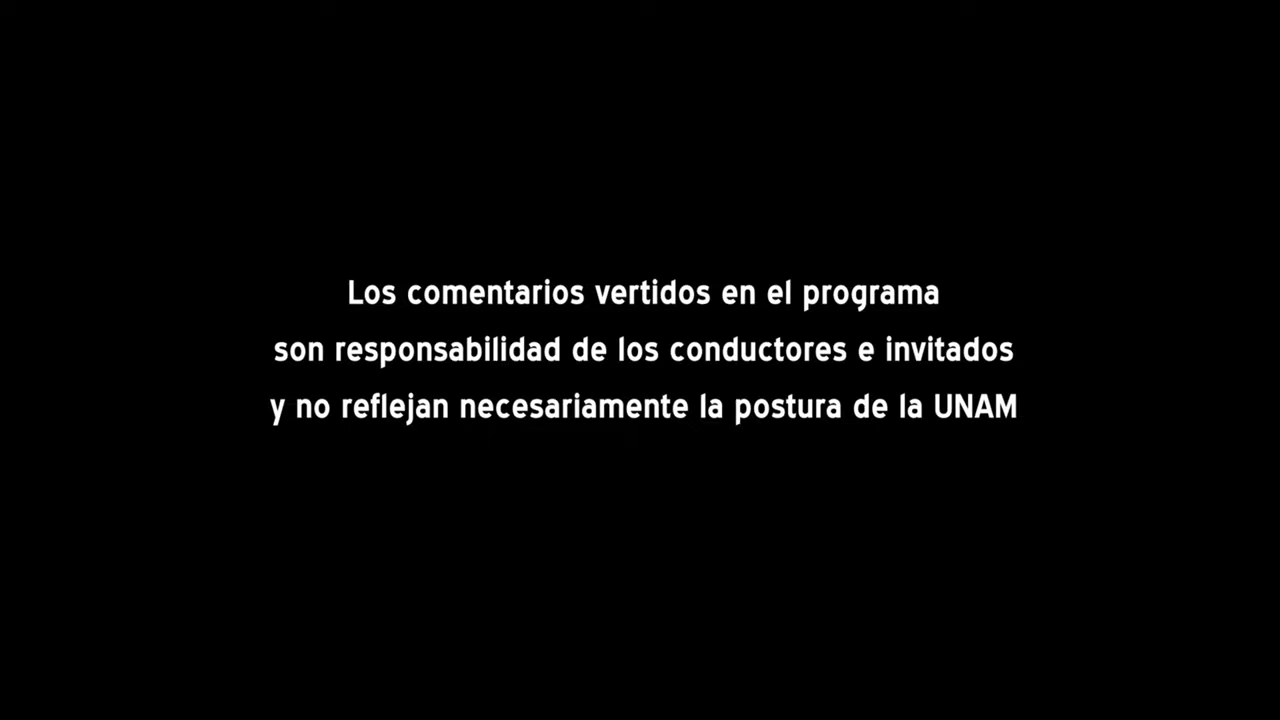 Los comentarios vertidos en el programa
son responsabilidad de los conductores e invitados
y no reflejan necesariamente la postura de la UNAM